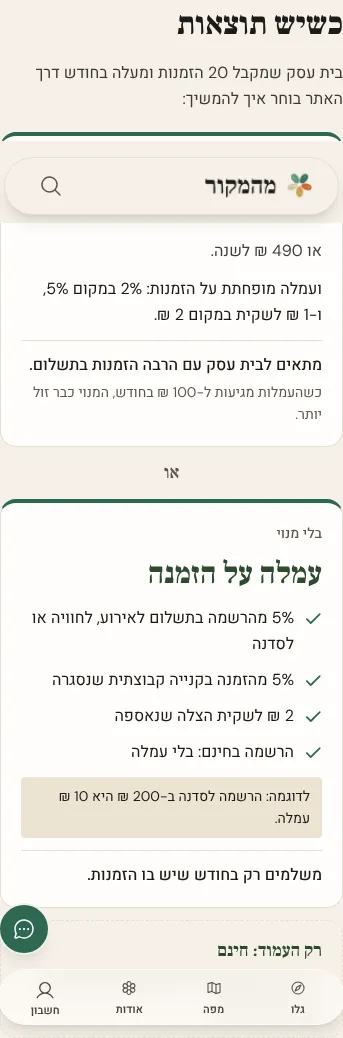 כשיש תוצאות
בית עסק שמקבל 20 הזמנות ומעלה בחודש דרך
האתר בוחר איך להמשיך:
מהמקור
או 490 ₪ לשנה.
ועמלה מופחתת על הזמנות: 2% במקום 5%,
ו-1 ₪ לשקית במקום 2 ₪.
מתאים לבית עסק עם הרבה הזמנות בתשלום.
כשהעמלות מגיעות ל-100 ₪ בחודש, המנוי כבר זול
יותר.
או
בלי מנוי
עמלה על הזמנה
5% מהרשמה בתשלום לאירוע, לחוויה או
לסדנה
5% מהזמנה בקנייה קבוצתית שנסגרה
2 ₪ לשקית הצלה שנאספה
הרשמה בחינם: בלי עמלה
לדוגמה: הרשמה לסדנה ב-200 ₪ היא 10 ₪
עמלה.
משלמים רק בחודש שיש בו הזמנות.
רק העמוד: חינם
גלו
מפה
אודות
חשבון